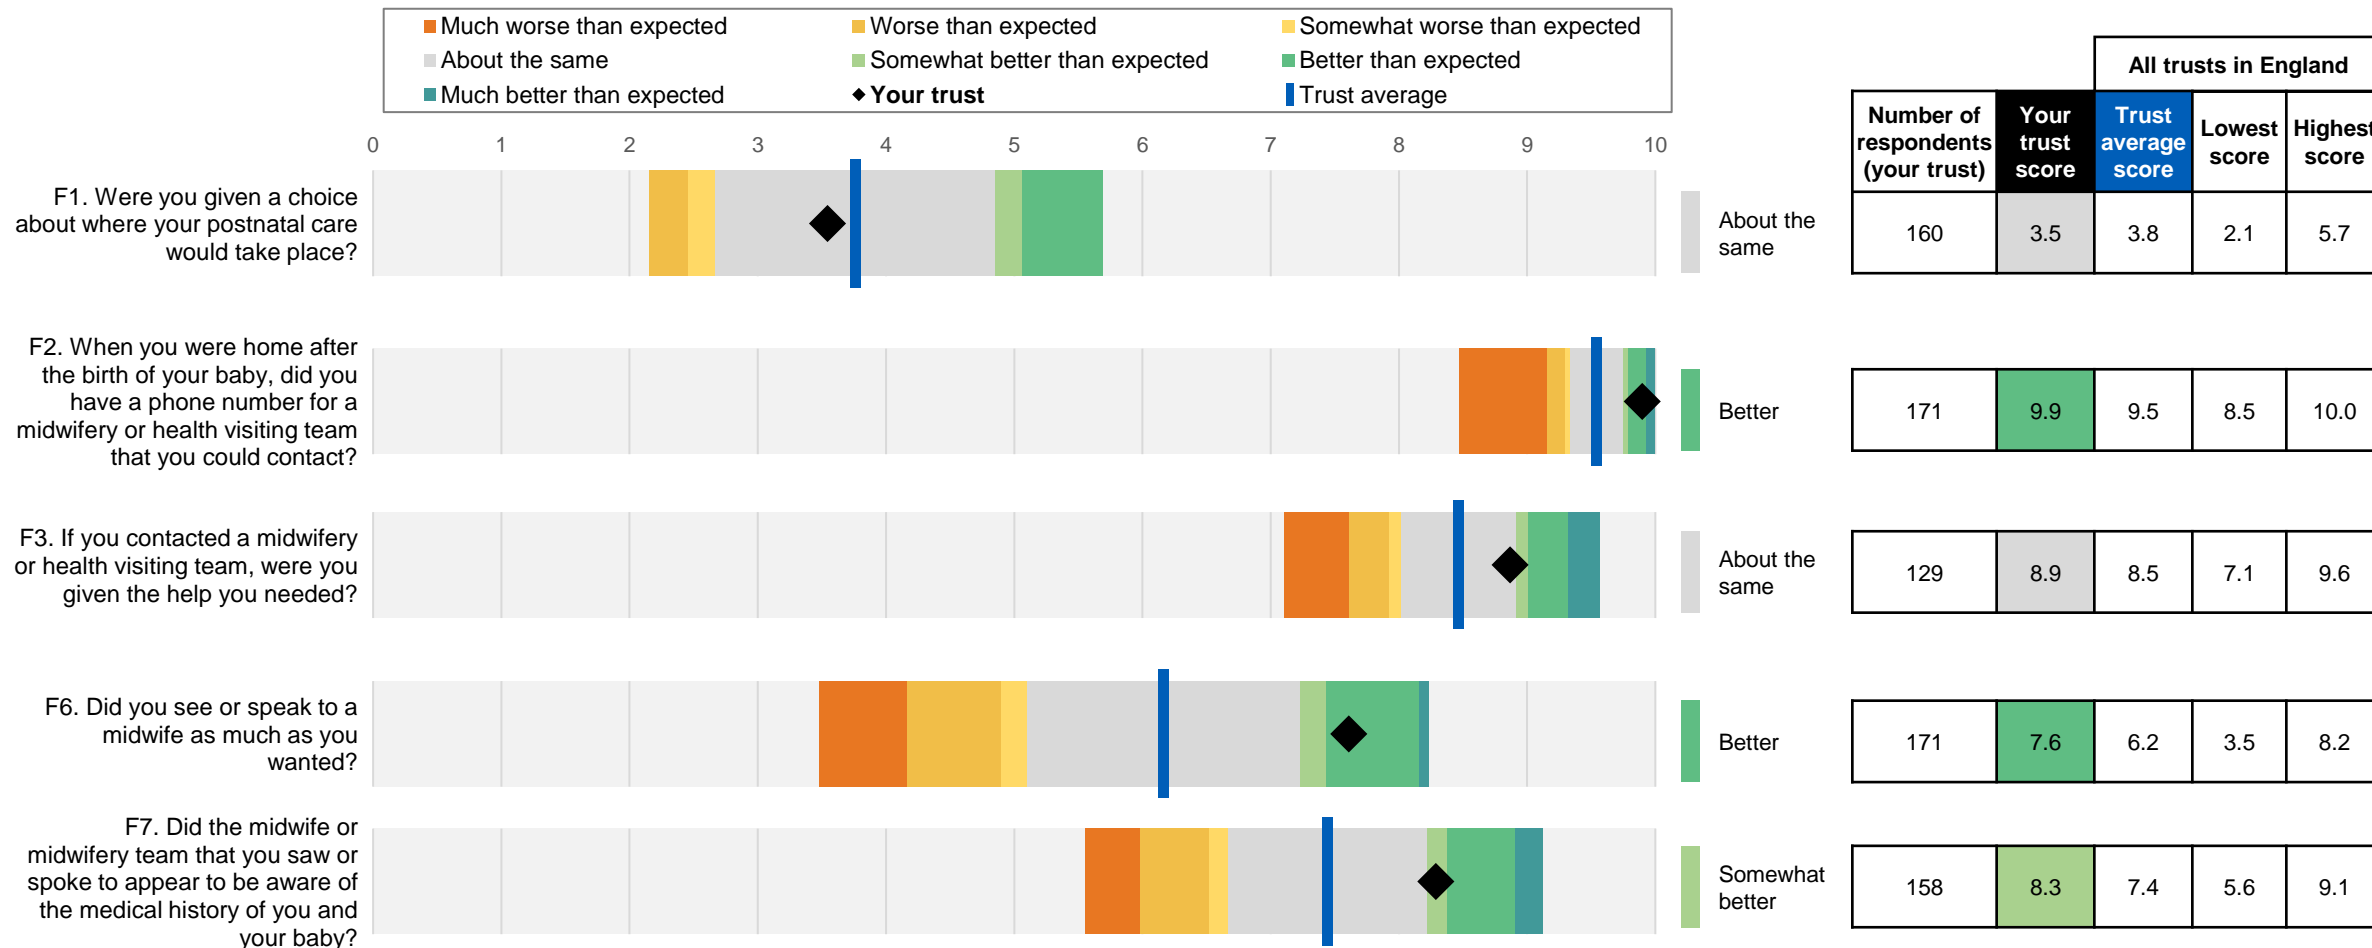 Much worse than expected
Worse than expected
Somewhat worse than expected
About the same
Somewhat better than expected
Better than expected
Much better than expected
Your trust
Trust average
All trusts in England
Number of
respondents
(your trust)
Your
trust
score
Trust
average
score
Lowest
score
Highest
score
0 1 2 3 4 5 6 7 8 9 10
F1. Were you given a choice
about where your postnatal care
would take place?
About the
same
160 3.5 3.8 2.1 5.7
F2. When you were home after
the birth of your baby, did you
have a phone number for a
midwifery or health visiting team
that you could contact?
Better
171 9.9 9.5 8.5 10.0
F3. If you contacted a midwifery
or health visiting team, were you
given the help you needed?
About the
same
129 8.9 8.5 7.1 9.6
F6. Did you see or speak to a
midwife as much as you
wanted?
Better
171 7.6 6.2 3.5 8.2
F7. Did the midwife or
midwifery team that you saw or
spoke to appear to be aware of
the medical history of you and
your baby?
Somewhat
better
158 8.3 7.4 5.6 9.1